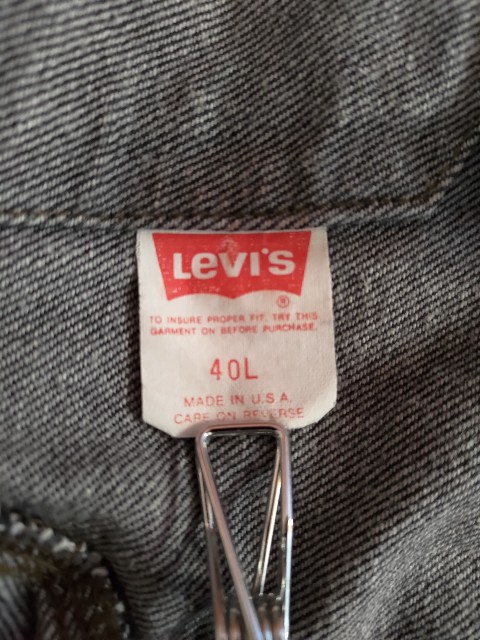 LEVI'S
®
TO INSURE PROPER FIT, TRY THIS
GARMENT ON BEFORE PURCHASE.
40L
MADE IN U.S.A.
CARE ON REVERSE